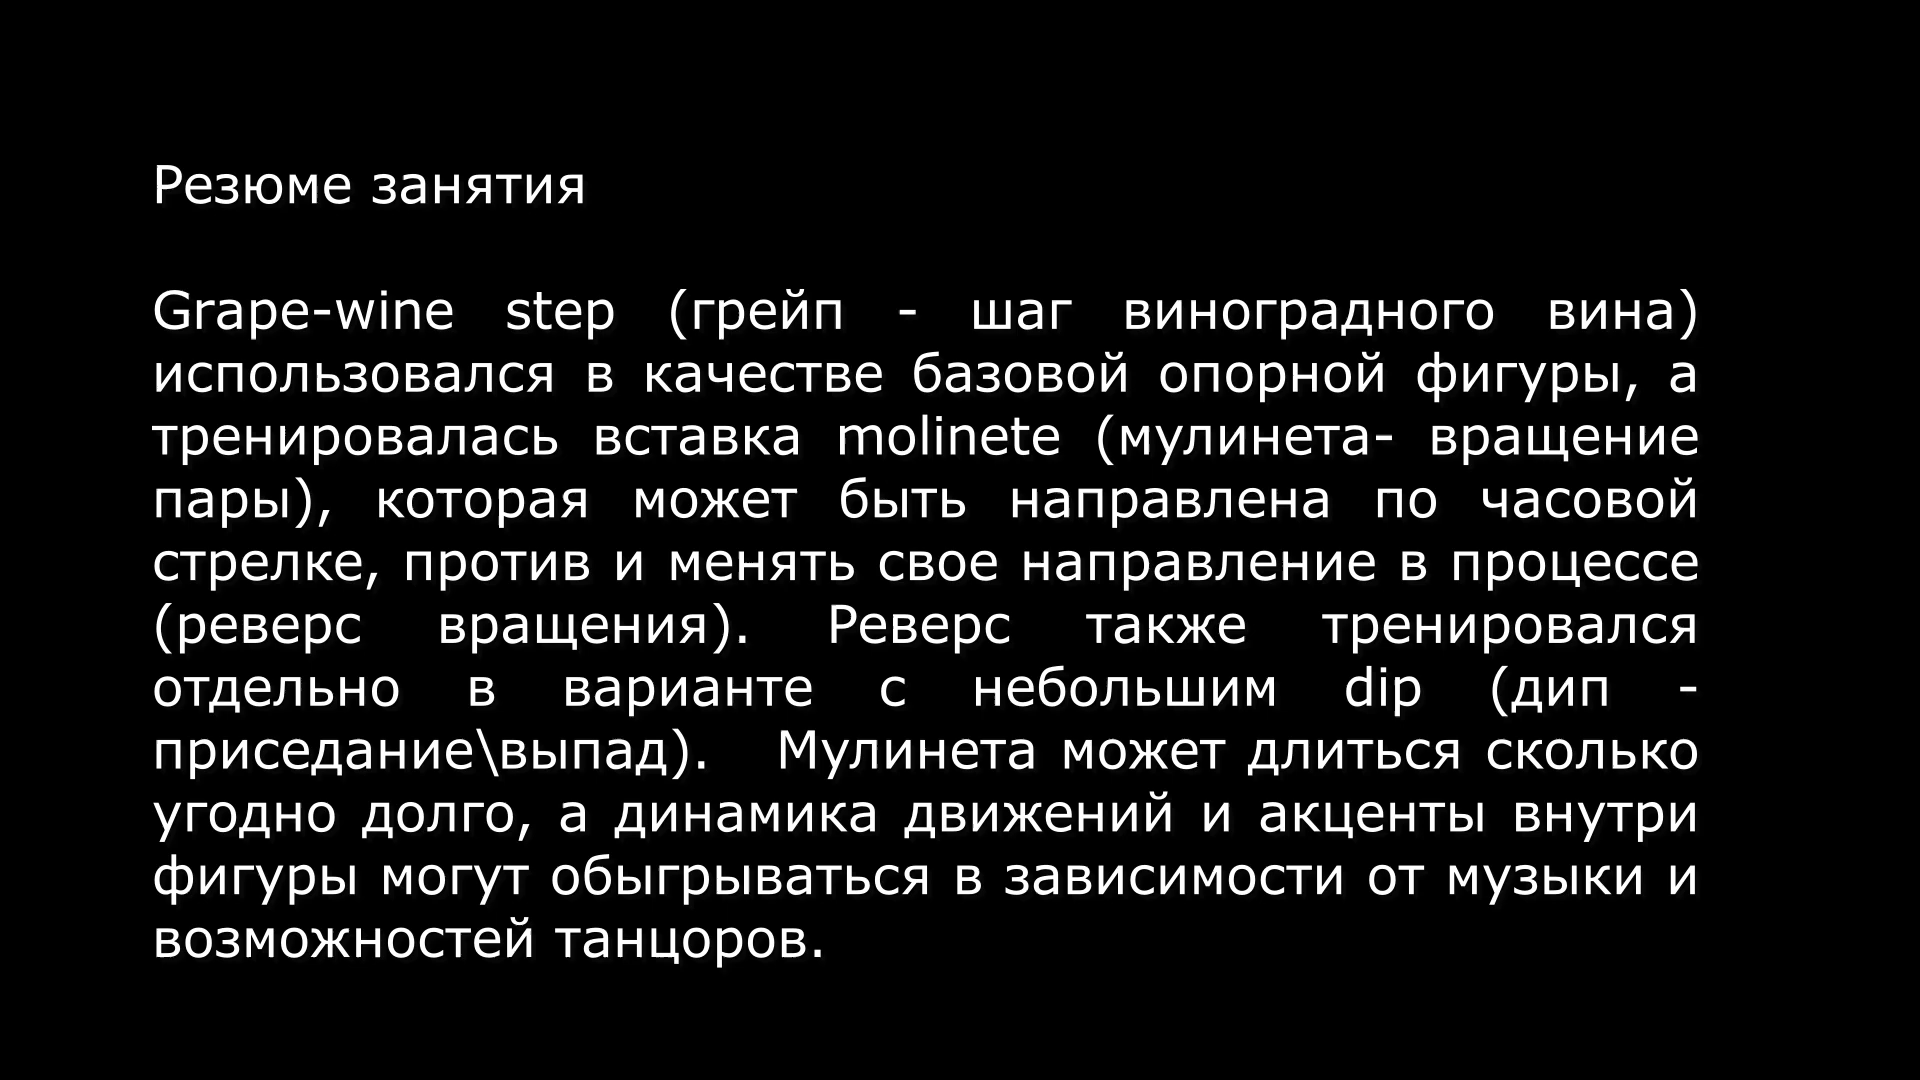 Резюме занятия
Grape-wine step (грейп - шаг виноградного вина)
использовался в качестве базовой опорной фигуры, а
тренировалась вставка molinete (мулинета- вращение
пары), которая может быть направлена по часовой
стрелке, против и менять свое направление в процессе
(реверс вращения). Реверс также тренировался
отдельно в варианте с небольшим dip (дип -
приседание\выпад). Мулинета может длиться сколько
угодно долго, а динамика движений и акценты внутри
фигуры могут обыгрываться в зависимости от музыки и
возможностей танцоров.